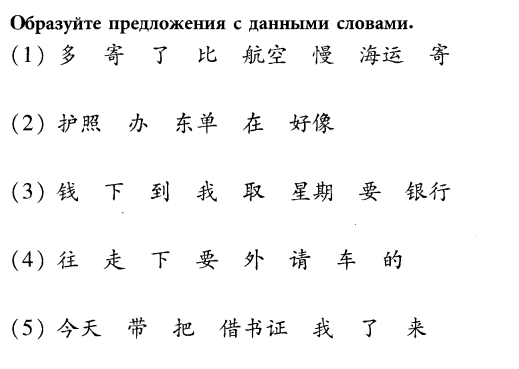 Образуйте предложения с данными словами.
(1) 多 寄 了 比 航空 慢 海运 寄
(2) 护照 办 东单 在 好像
(3) 钱 下 到 我 取 星期 要 银行
(4) 往 走 下 要 外 请 车 的
(5) 今天 带 把 借书证 我 了 来